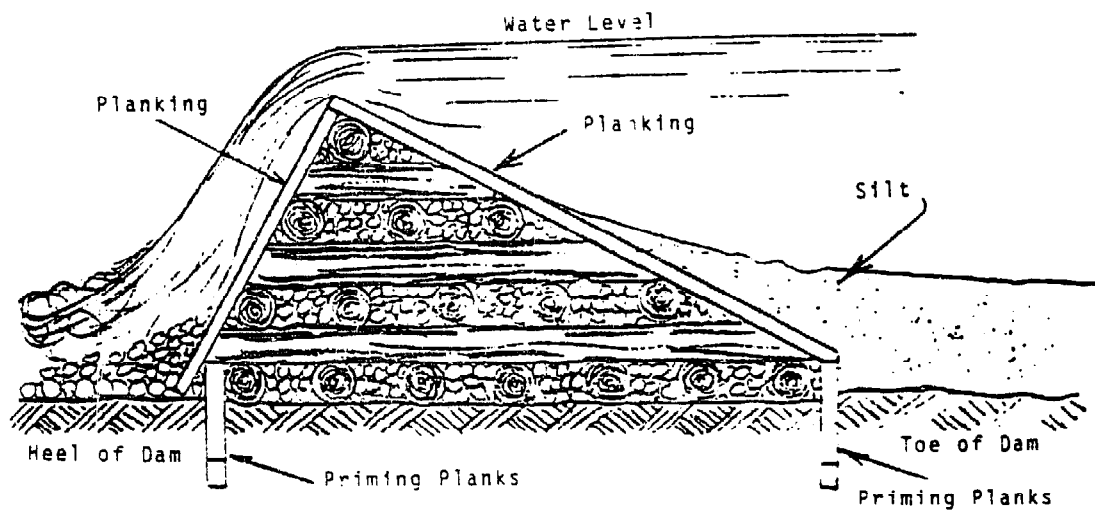 Water Level
Planking
Planking
Silt
Heel of Dam
Toe of Dam
Priming Planks
Priming Planks